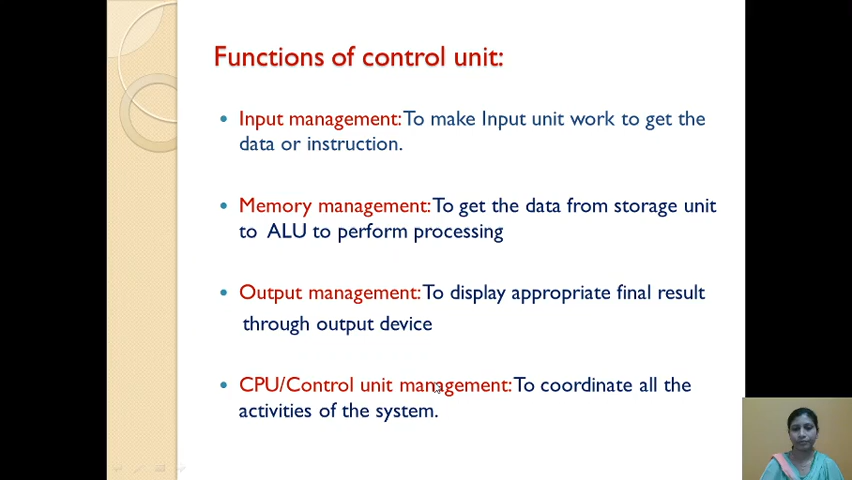 Functions of control unit:
Input management: To make Input unit work to get the
data or instruction.
Memory management: To get the data from storage unit
to ALU to perform processing
Output management: To display appropriate final result
through output device
CPU/Control unit management: To coordinate all the
activities of the system.